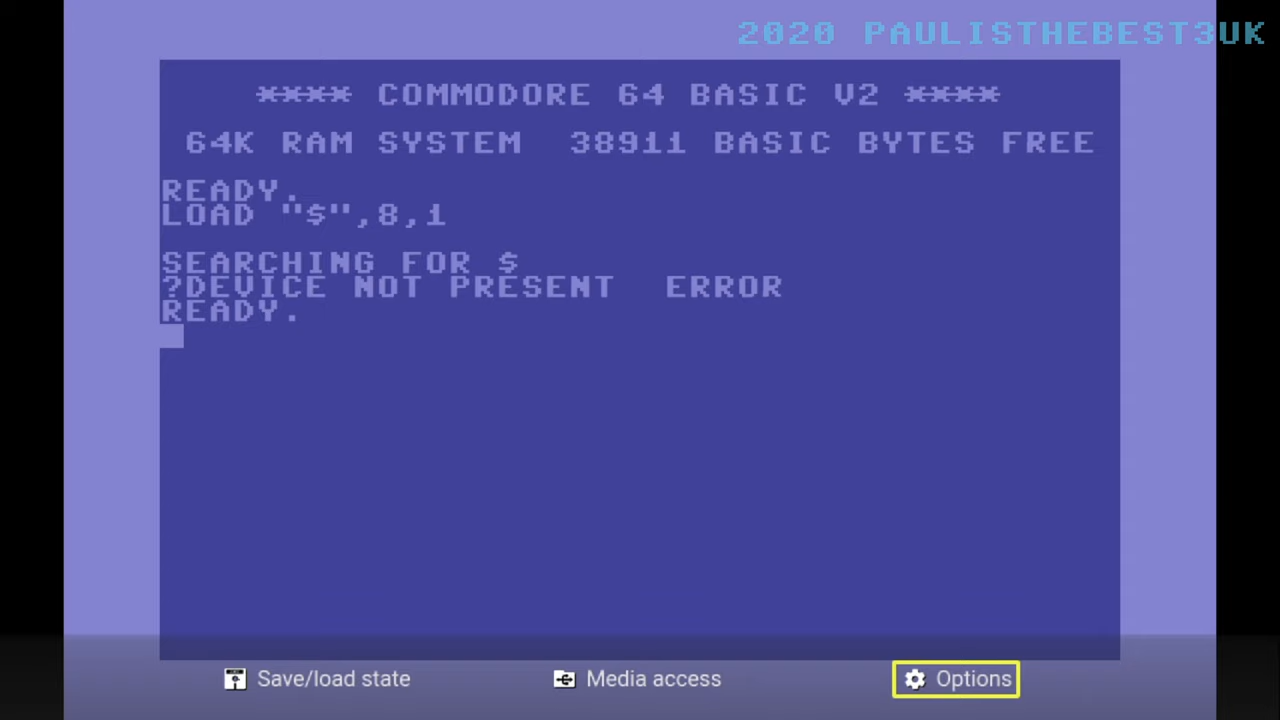 2020 PAULISTHEBEST3UK
**** COMMODORE 64 BASIC V2 ****
64K RAM SYSTEM  38911 BASIC BYTES FREE
READY.
LOAD "$",8,1
SEARCHING FOR $
?DEVICE NOT PRESENT  ERROR
READY.
Save/load state
Media access
Options